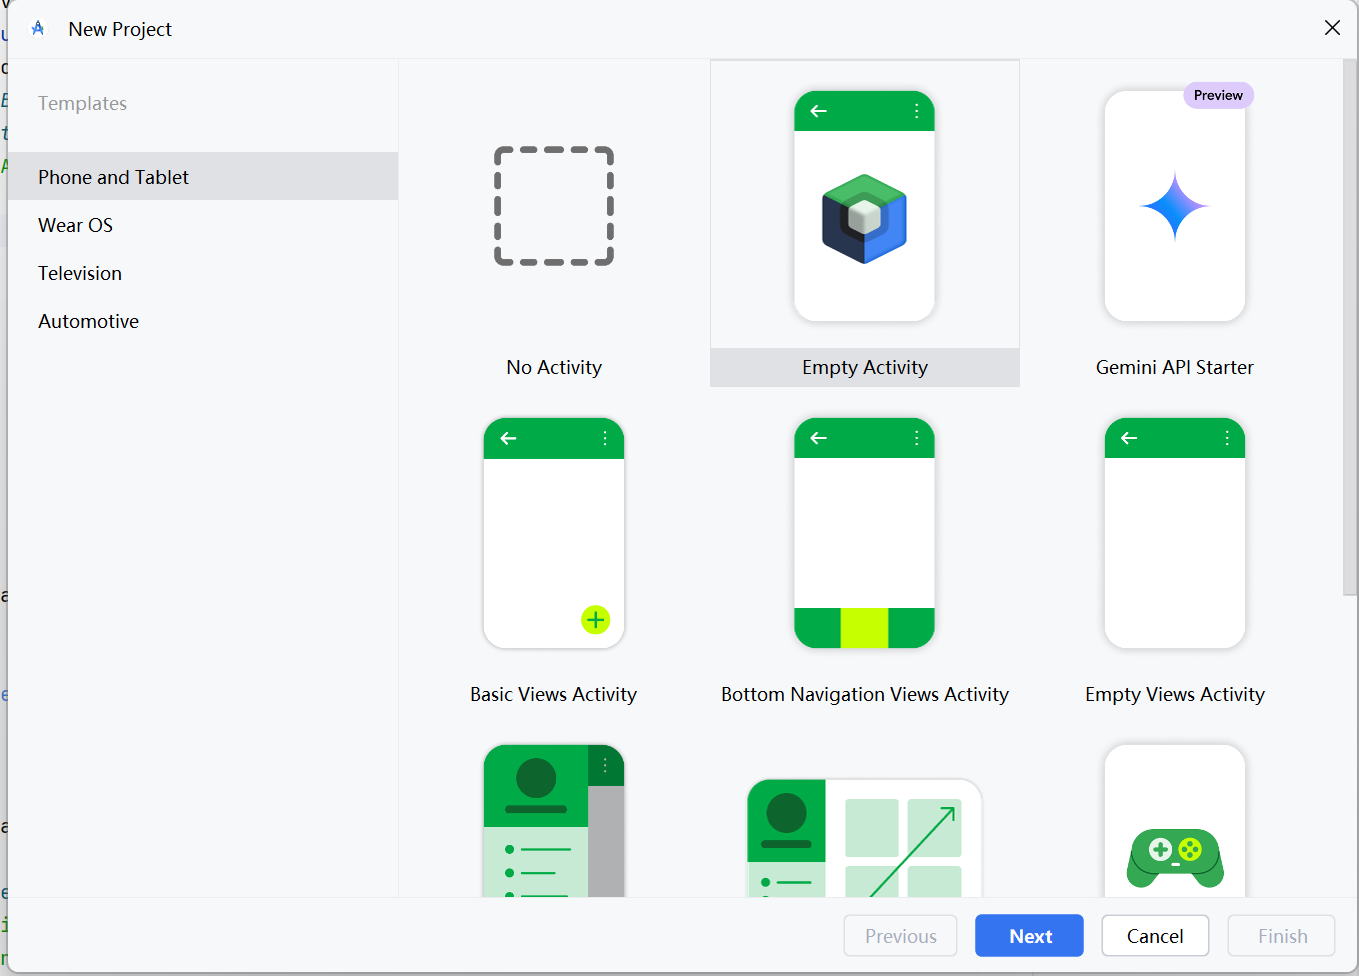 New Project
Templates
Phone and Tablet
Wear OS
Television
Automotive
Preview
No Activity
Empty Activity
Gemini API Starter
Basic Views Activity
Bottom Navigation Views Activity
Empty Views Activity
Previous
Next
Cancel
Finish